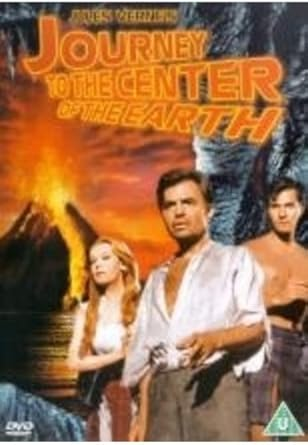 JULES VERNE'S
JOURNEY
TO THE CENTER
OF THE EARTH
DVD
U